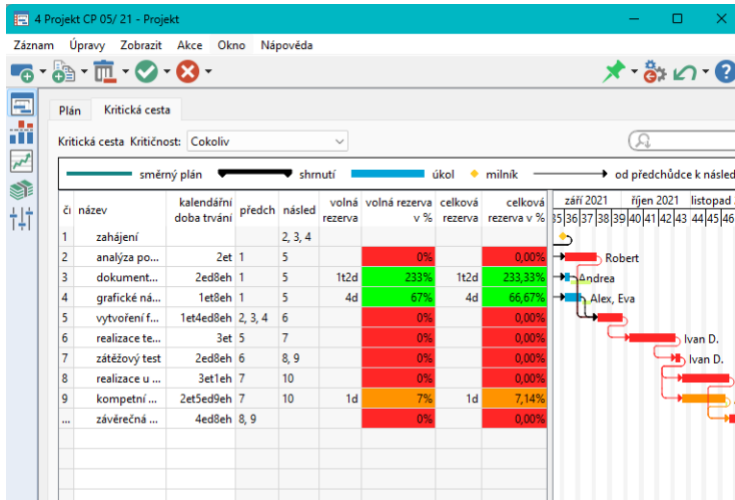 4 Projekt CP 05/ 21 - Projekt
Záznam Úpravy Zobrazit Akce Okno Nápověda
Plán Kritická cesta
Kritická cesta Kritičnost: Cokoliv
směrný plán shrnutí úkol milník od předchůdce k násled
čí název kalendářní doba trvání předch násled volná rezerva volná rezerva v % celková rezerva celková rezerva v % září 2021 říjen 2021 listopad
35 36 37 38 39 40 41 42 43 44 45 46
1 zahájení 2, 3, 4
2 analýza po... 2et 1 5 0% 0,00% Robert
3 dokument... 2ed8eh 1 5 1t2d 233% 1t2d 233,33% Andrea
4 grafické ná... 1et8eh 1 5 4d 67% 4d 66,67% Alex, Eva
5 vytvoření f... 1et4ed8eh 2, 3, 4 6 0% 0,00%
6 realizace te... 3et 5 7 0% 0,00% Ivan D.
7 zátěžový test 2ed8eh 6 8, 9 0% 0,00% Ivan D.
8 realizace u ... 3et1eh 7 10 0% 0,00%
9 kompetní ... 2et5ed9eh 7 10 1d 7% 1d 7,14%
... závěrečná ... 4ed8eh 8, 9 0% 0,00%